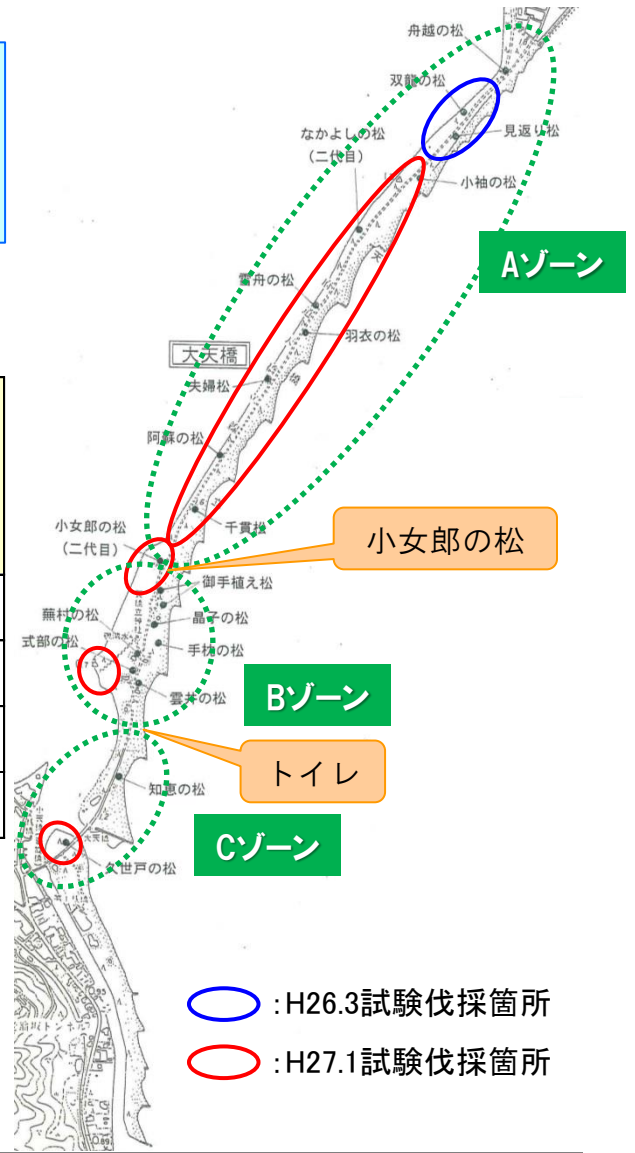 舟越の松
双龍の松
なかよしの松
(二代目)
見返り松
小袖の松
Aゾーン
雪舟の松
羽衣の松
大天橋
夫婦松
阿蘇の松
千貫松
小女郎の松
(二代目)
小女郎の松
御手植え松
蕪村の松
晶子の松
式部の松
手枕の松
雲井の松
Bゾーン
トイレ
知恵の松
Cゾーン
大天橋
久世戸の松
:H26.3試験伐採箇所
:H27.1試験伐採箇所